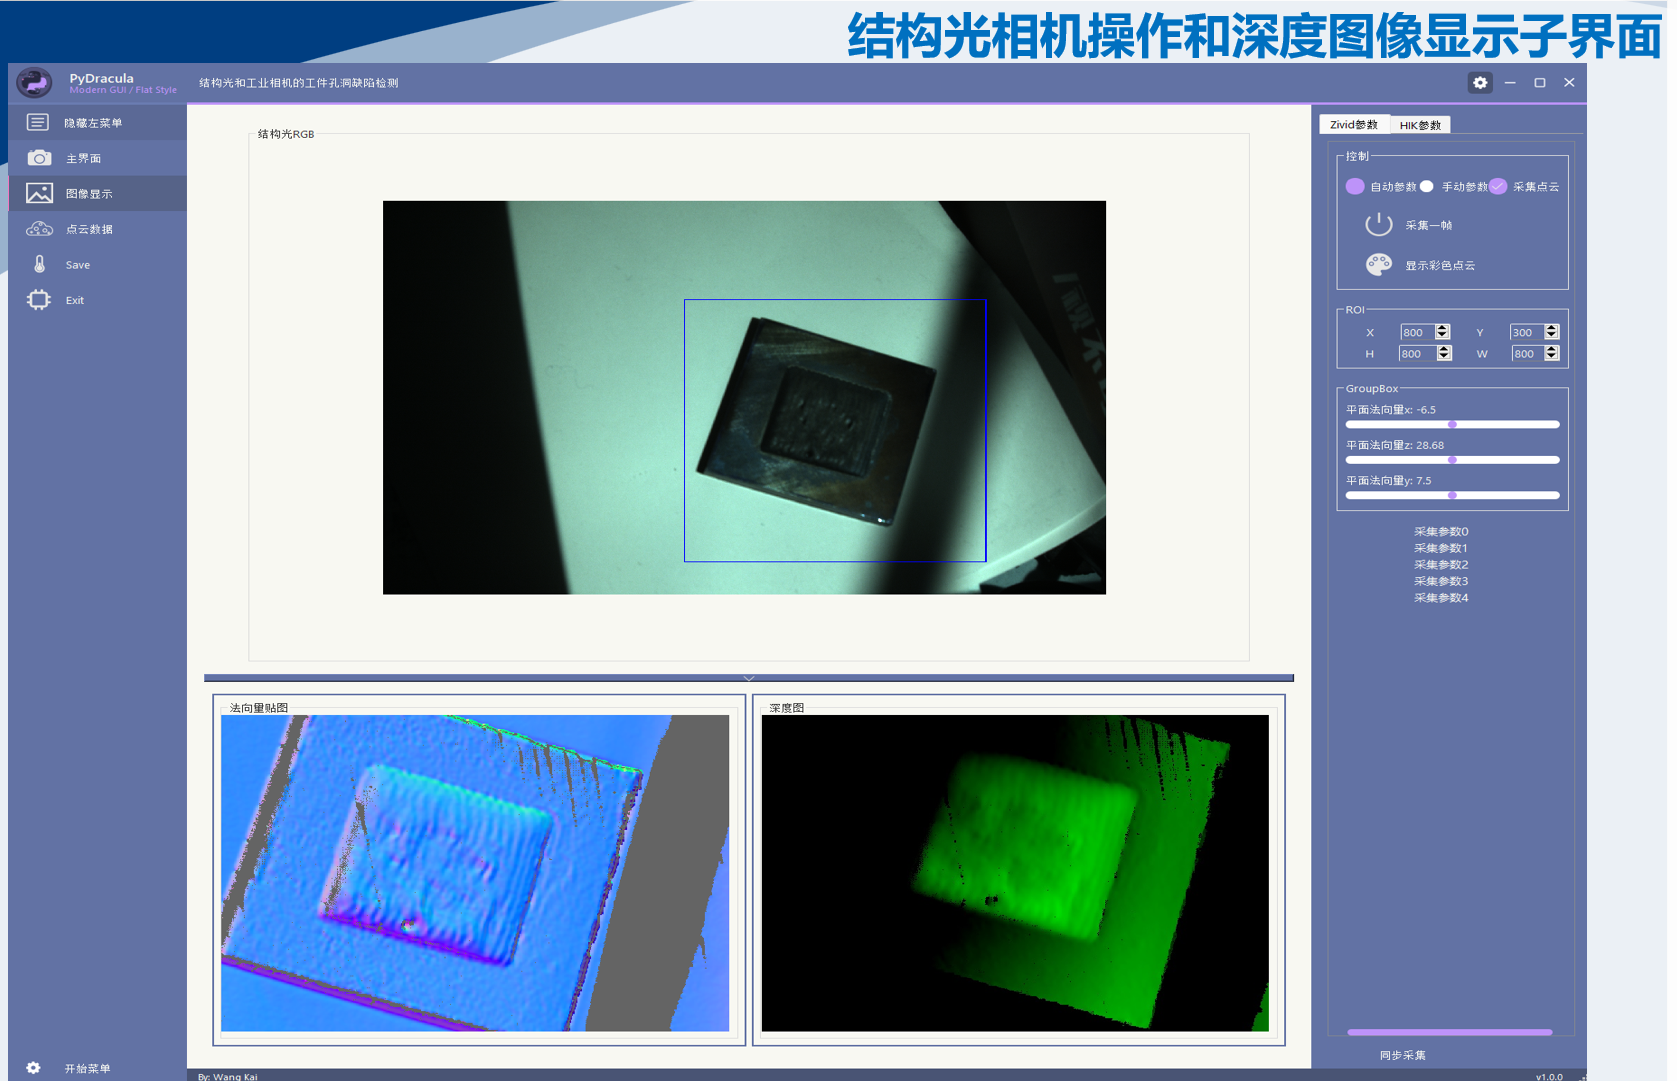 结构光相机操作和深度图像显示子界面
PyDracula
Modern GUI / Flat Style
结构光和工业相机的工件孔洞缺陷检测
隐藏左菜单
主界面
图像显示
点云数据
Save
Exit
开始菜单
结构光RGB
法向量贴图
深度图
Zivid参数
HIK参数
控制
自动参数
手动参数
采集点云
采集一帧
显示彩色点云
ROI
X 800 Y 300
H 800 W 800
GroupBox
平面法向量x: -6.5
平面法向量z: 28.68
平面法向量y: 7.5
采集参数0
采集参数1
采集参数2
采集参数3
采集参数4
同步采集
By: Wang Kai
v1.0.0